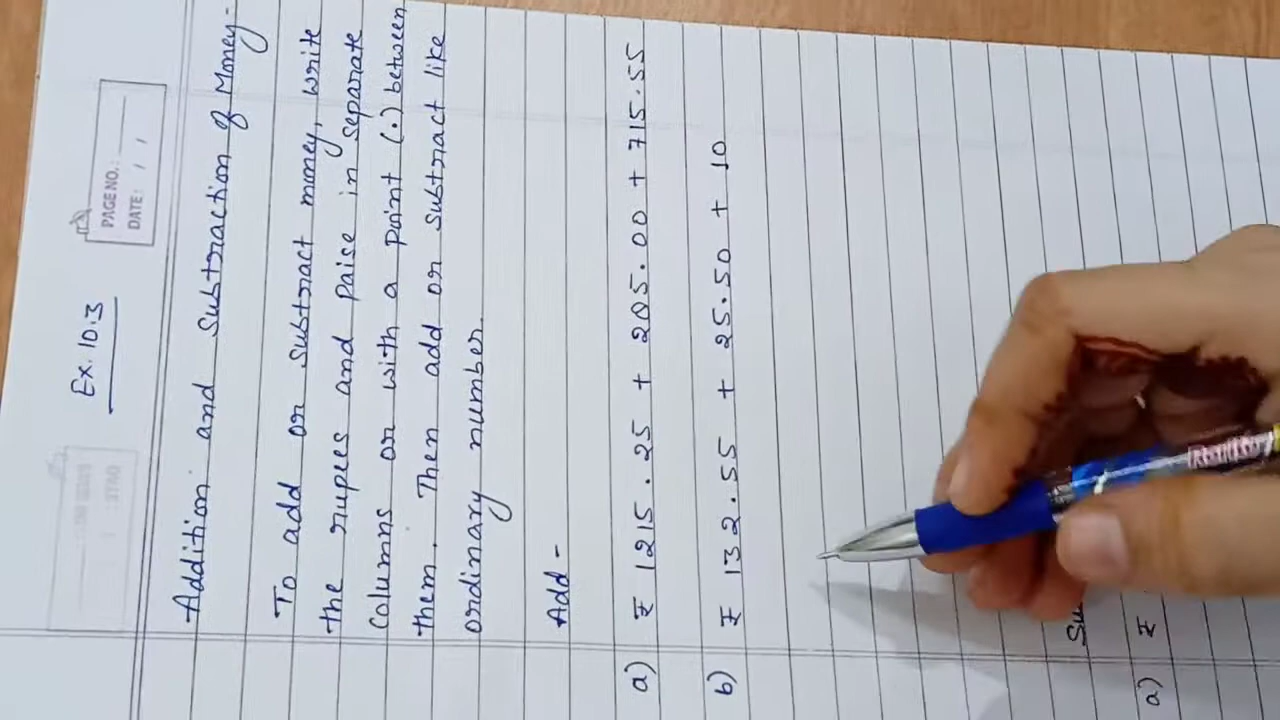 PAGE NO.:
DATE: / /
Ex. 10.3
Addition and Subtraction of Money-
To add or subtract money, write
the rupees and paise in separate
columns or with a point (.) between
them. Then add or subtract like
ordinary number.
Add -
a) ₹ 1215.25 + 205.00 + 715.55
b) ₹ 132.55 + 25.50 + 10
a) ₹